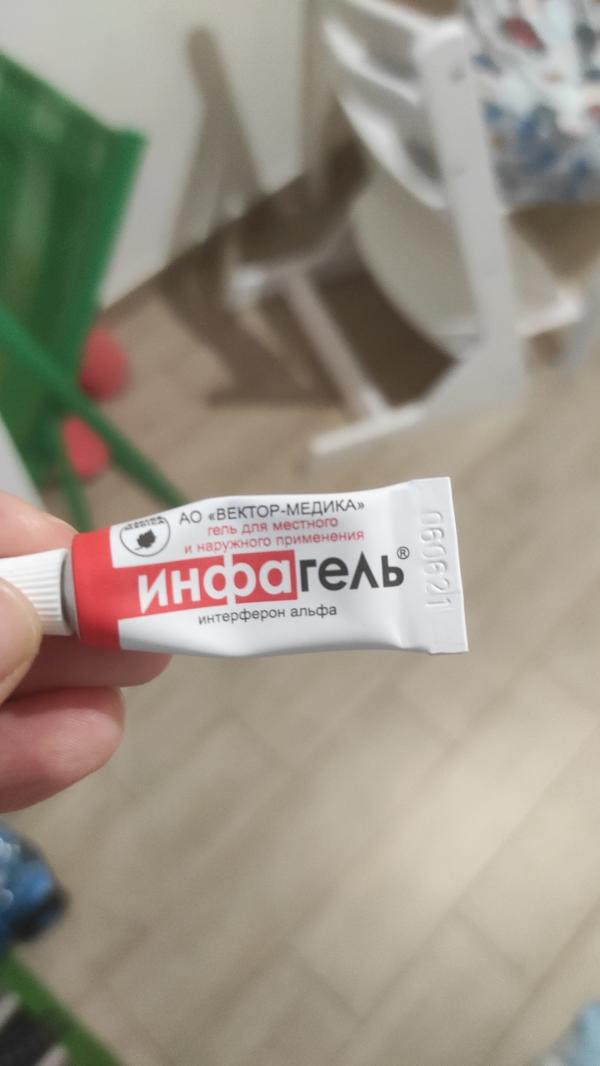 АО «ВЕКТОР-МЕДИКА»
гель для местного
и наружного применения
инфагель®
интерферон альфа
060621